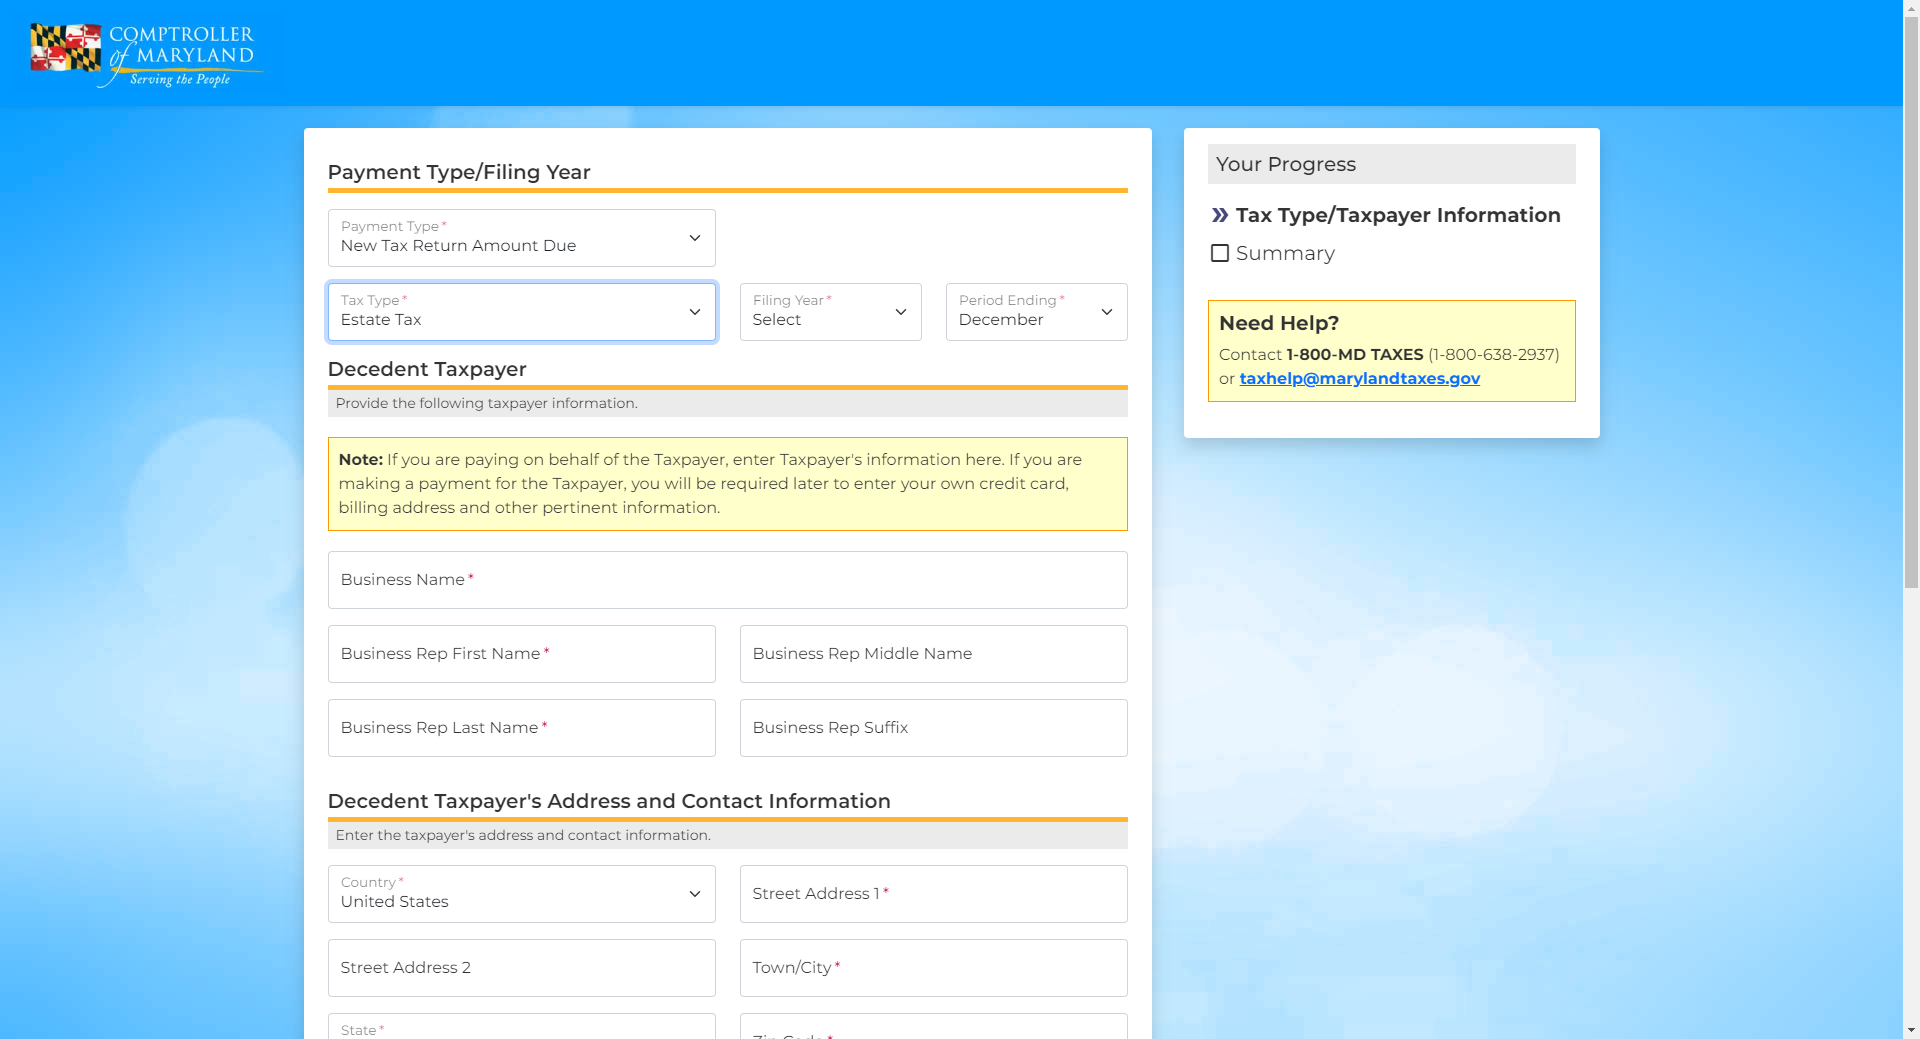 COMPTROLLER
of MARYLAND
Serving the People
Payment Type/Filing Year
Payment Type *
New Tax Return Amount Due
Tax Type *
Estate Tax
Filing Year *
Select
Period Ending *
December
Decedent Taxpayer
Provide the following taxpayer information.
Note: If you are paying on behalf of the Taxpayer, enter Taxpayer's information here. If you are
making a payment for the Taxpayer, you will be required later to enter your own credit card,
billing address and other pertinent information.
Business Name *
Business Rep First Name *
Business Rep Middle Name
Business Rep Last Name *
Business Rep Suffix
Decedent Taxpayer's Address and Contact Information
Enter the taxpayer's address and contact information.
Country *
United States
Street Address 1 *
Street Address 2
Town/City *
State *
Zip Code *
Your Progress
Tax Type/Taxpayer Information
Summary
Need Help?
Contact 1-800-MD TAXES (1-800-638-2937)
or taxhelp@marylandtaxes.gov